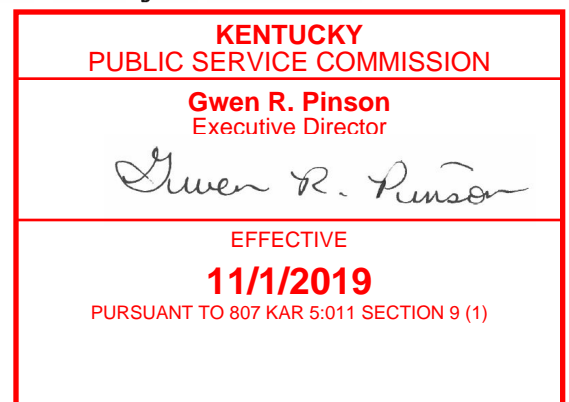 KENTUCKY
PUBLIC SERVICE COMMISSION
Gwen R. Pinson
Executive Director
Gwen R. Pinson
EFFECTIVE
11/1/2019
PURSUANT TO 807 KAR 5:011 SECTION 9 (1)